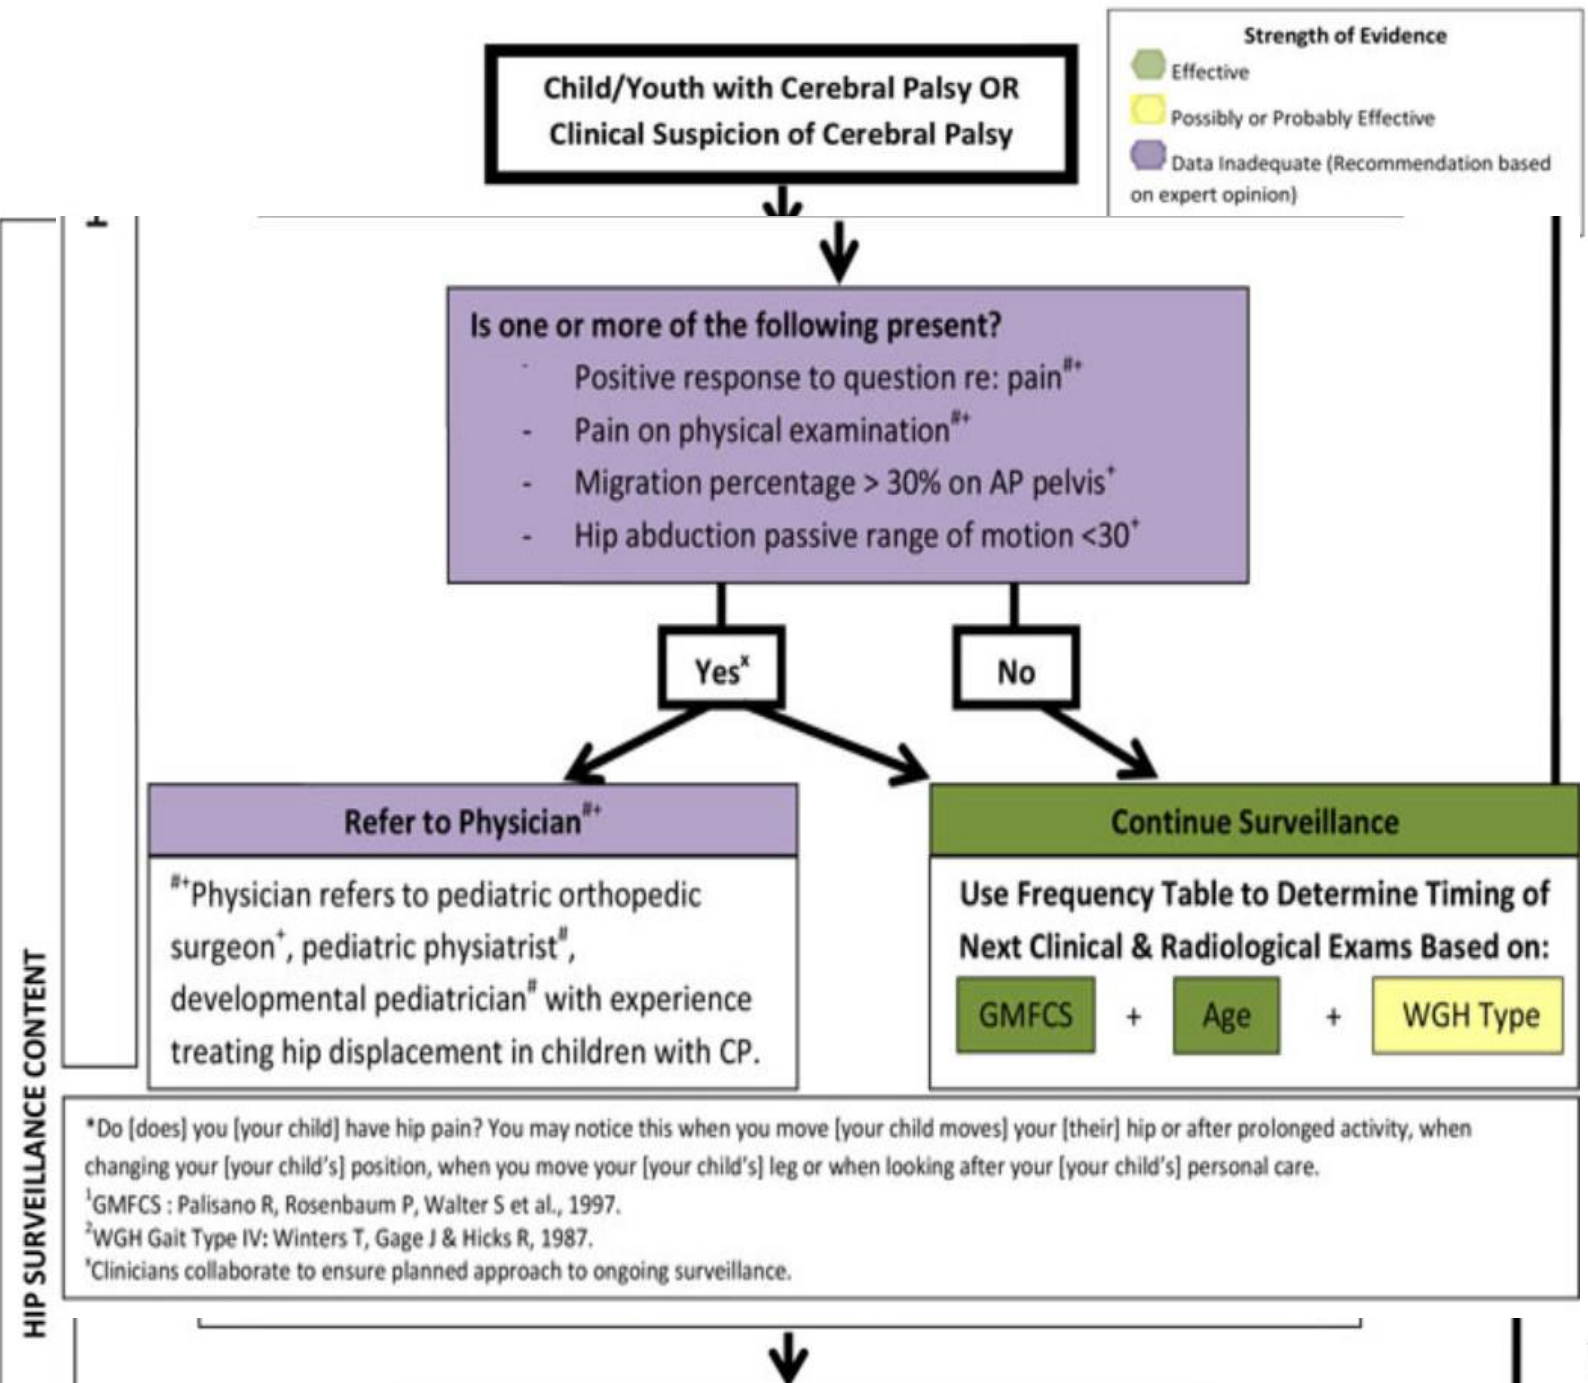 Child/Youth with Cerebral Palsy OR
Clinical Suspicion of Cerebral Palsy
Strength of Evidence
Effective
Possibly or Probably Effective
Data Inadequate (Recommendation based
on expert opinion)
Is one or more of the following present?
- Positive response to question re: pain#+
- Pain on physical examination#+
- Migration percentage > 30% on AP pelvis+
- Hip abduction passive range of motion <30+
Yesx
No
Refer to Physician#+
#+Physician refers to pediatric orthopedic
surgeon+, pediatric physiatrist#,
developmental pediatrician# with experience
treating hip displacement in children with CP.
Continue Surveillance
Use Frequency Table to Determine Timing of
Next Clinical & Radiological Exams Based on:
GMFCS + Age + WGH Type
HIP SURVEILLANCE CONTENT
*Do [does] you [your child] have hip pain? You may notice this when you move [your child moves] your [their] hip or after prolonged activity, when
changing your [your child's] position, when you move your [your child's] leg or when looking after your [your child's] personal care.
1GMFCS : Palisano R, Rosenbaum P, Walter S et al., 1997.
2WGH Gait Type IV: Winters T, Gage J & Hicks R, 1987.
xClinicians collaborate to ensure planned approach to ongoing surveillance.